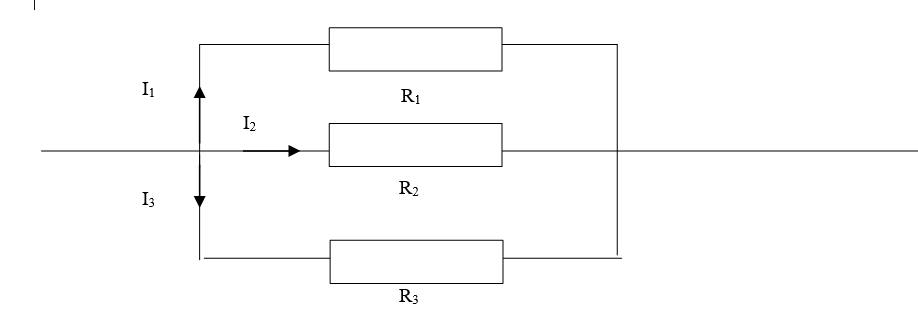 I₁
R₁
I₂
R₂
I₃
R₃